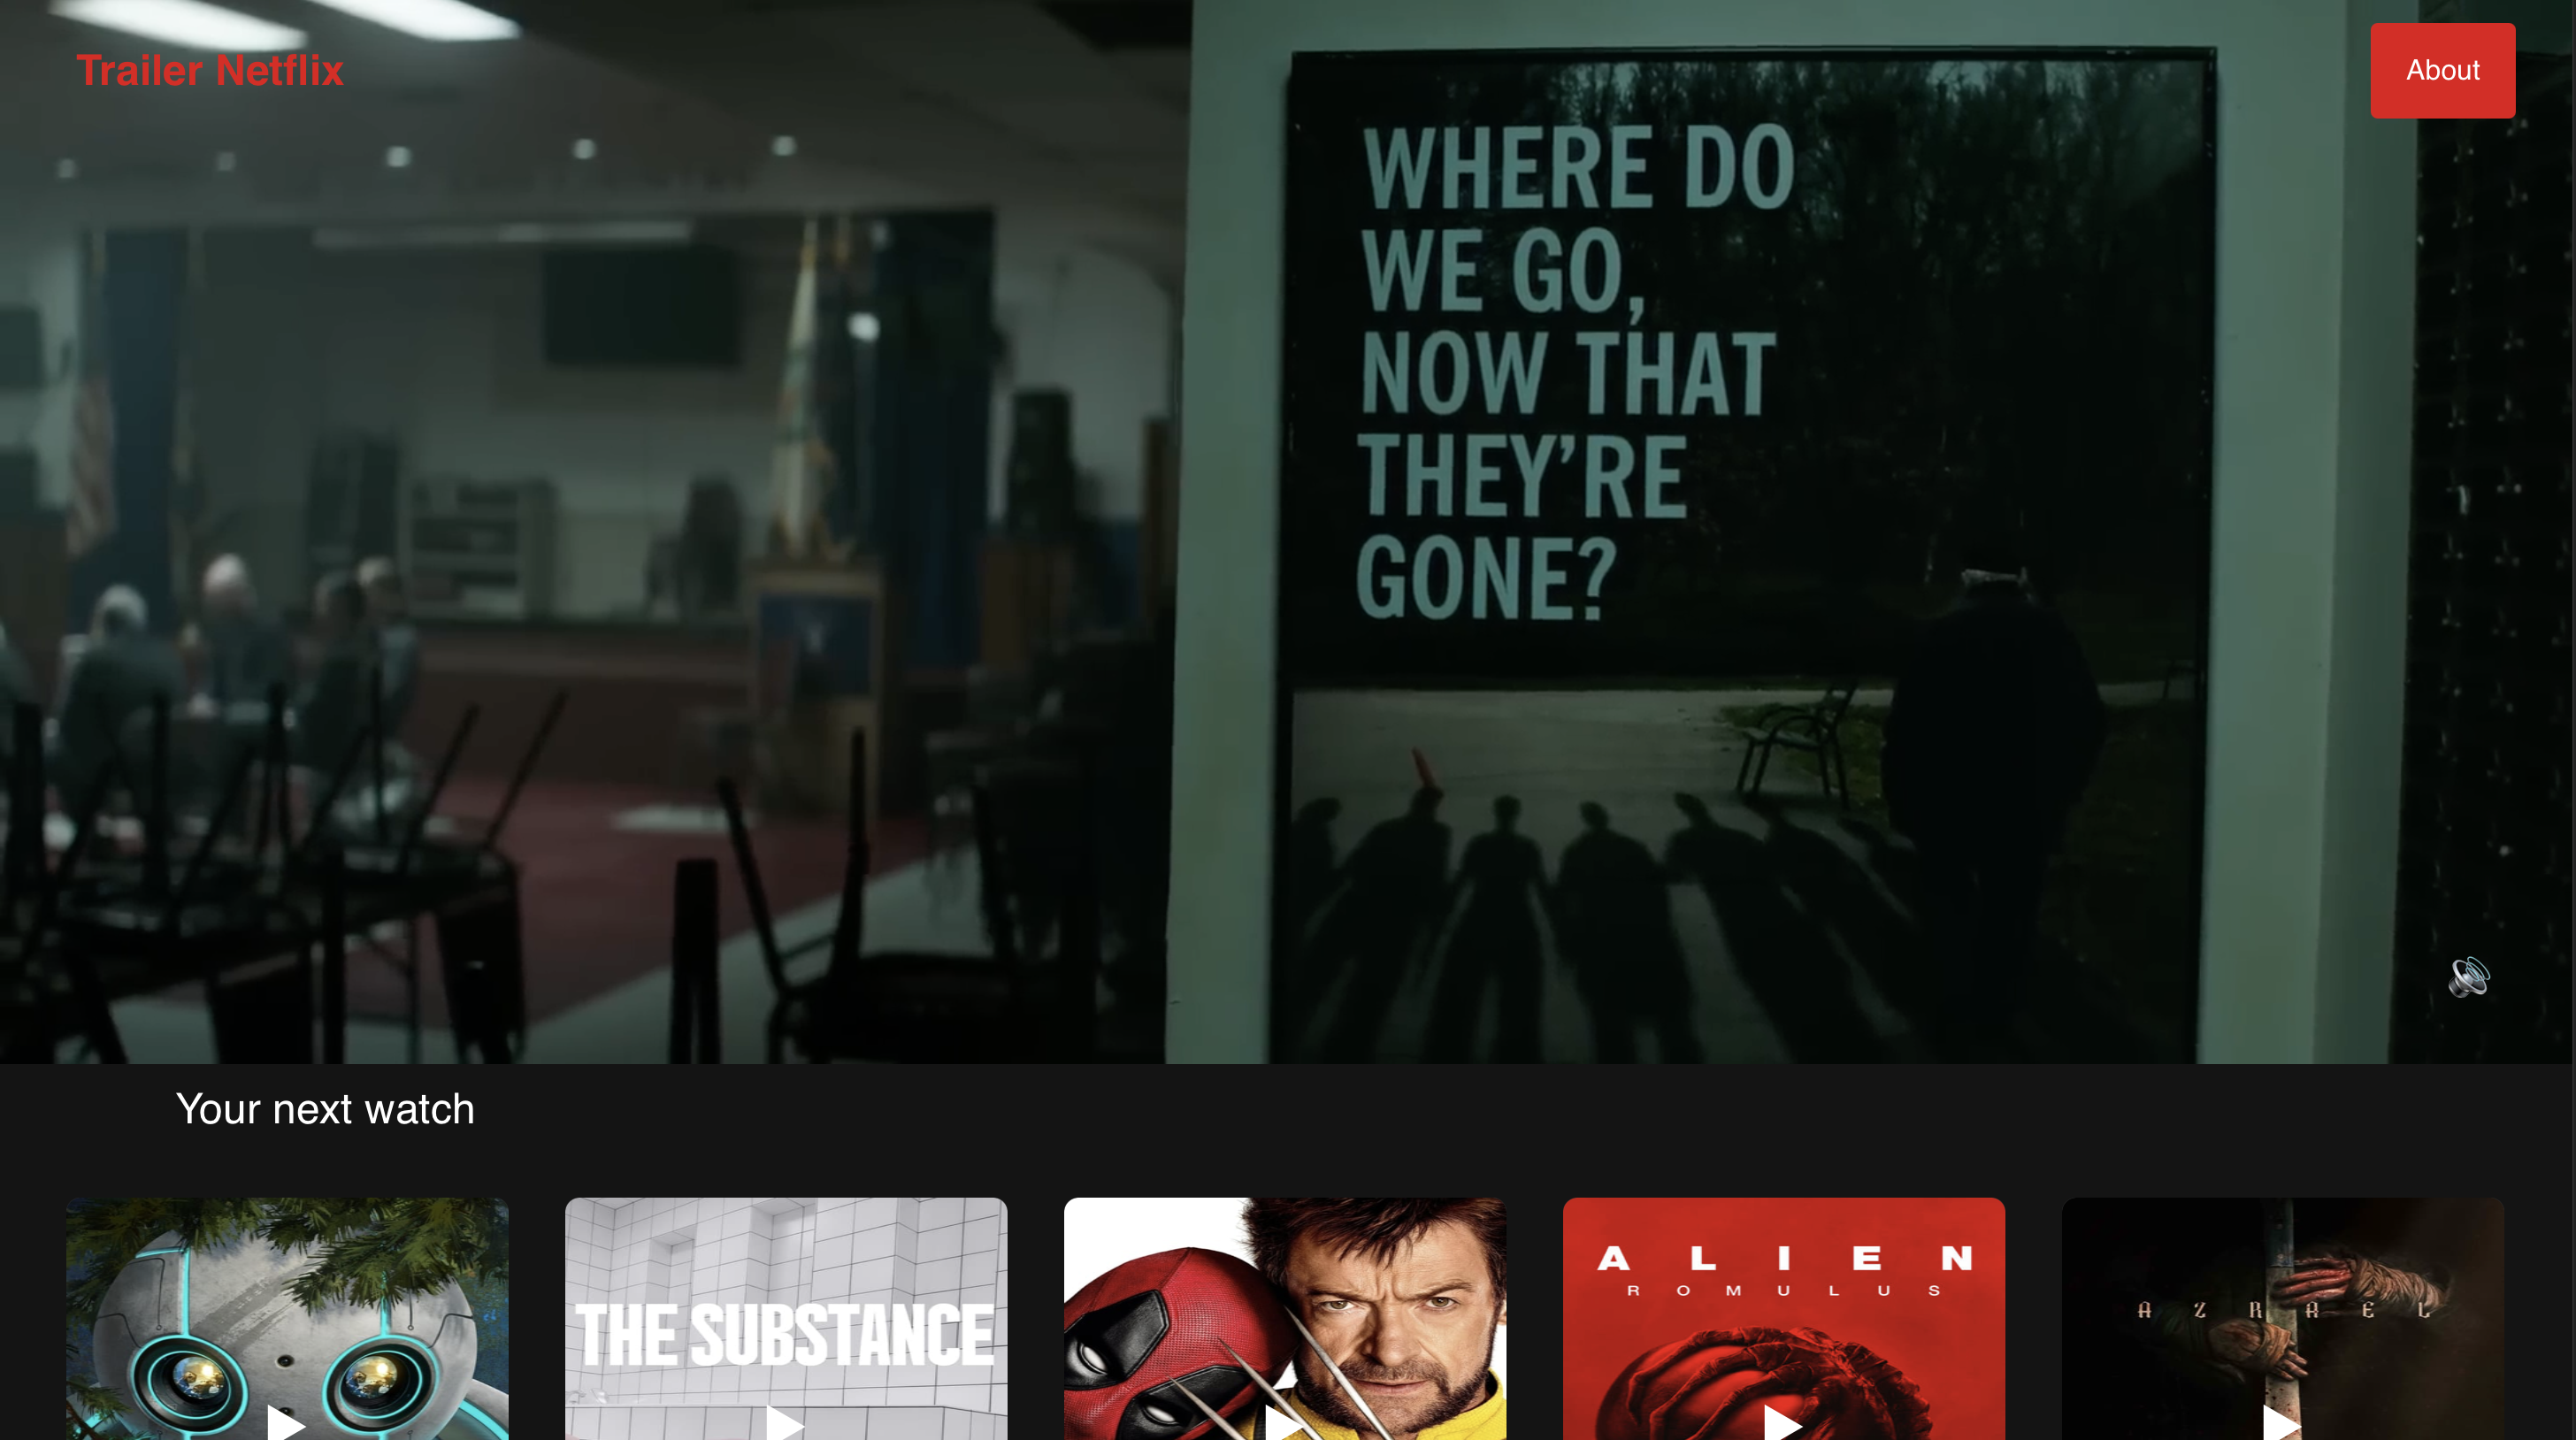 Trailer Netflix
About
WHERE DO
WE GO,
NOW THAT
THEY'RE
GONE?
Your next watch
THE SUBSTANCE
ALIEN
ROMULUS
AZRAEL